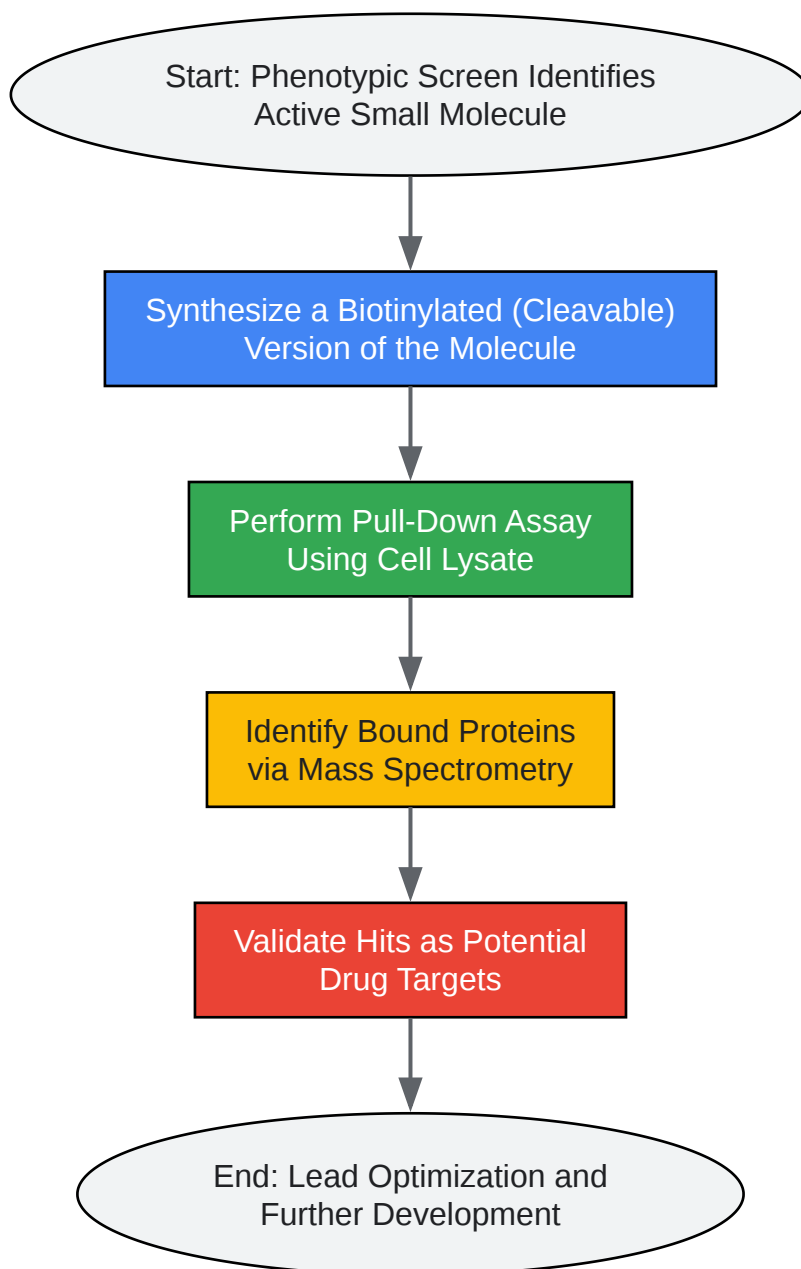 Start: Phenotypic Screen Identifies
Active Small Molecule
Synthesize a Biotinylated (Cleavable)
Version of the Molecule
Perform Pull-Down Assay
Using Cell Lysate
Identify Bound Proteins
via Mass Spectrometry
Validate Hits as Potential
Drug Targets
End: Lead Optimization and
Further Development